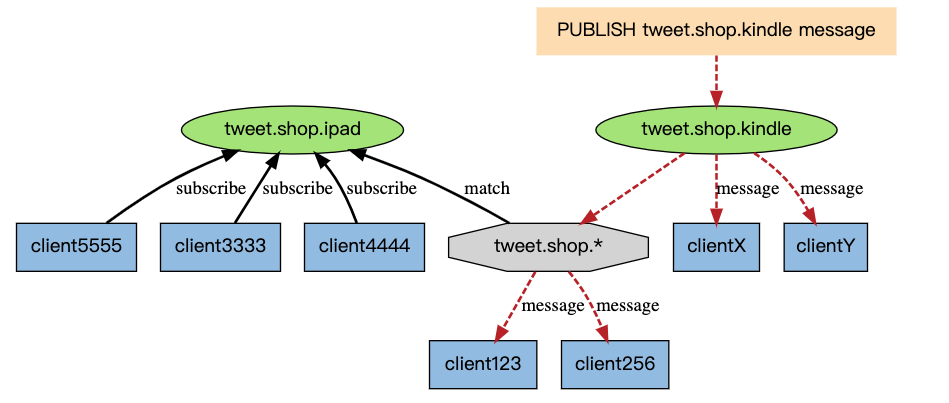 PUBLISH tweet.shop.kindle message
tweet.shop.ipad
tweet.shop.kindle
subscribe
subscribe
subscribe
match
message
message
client5555
client3333
client4444
tweet.shop.*
clientX
clientY
message
message
client123
client256